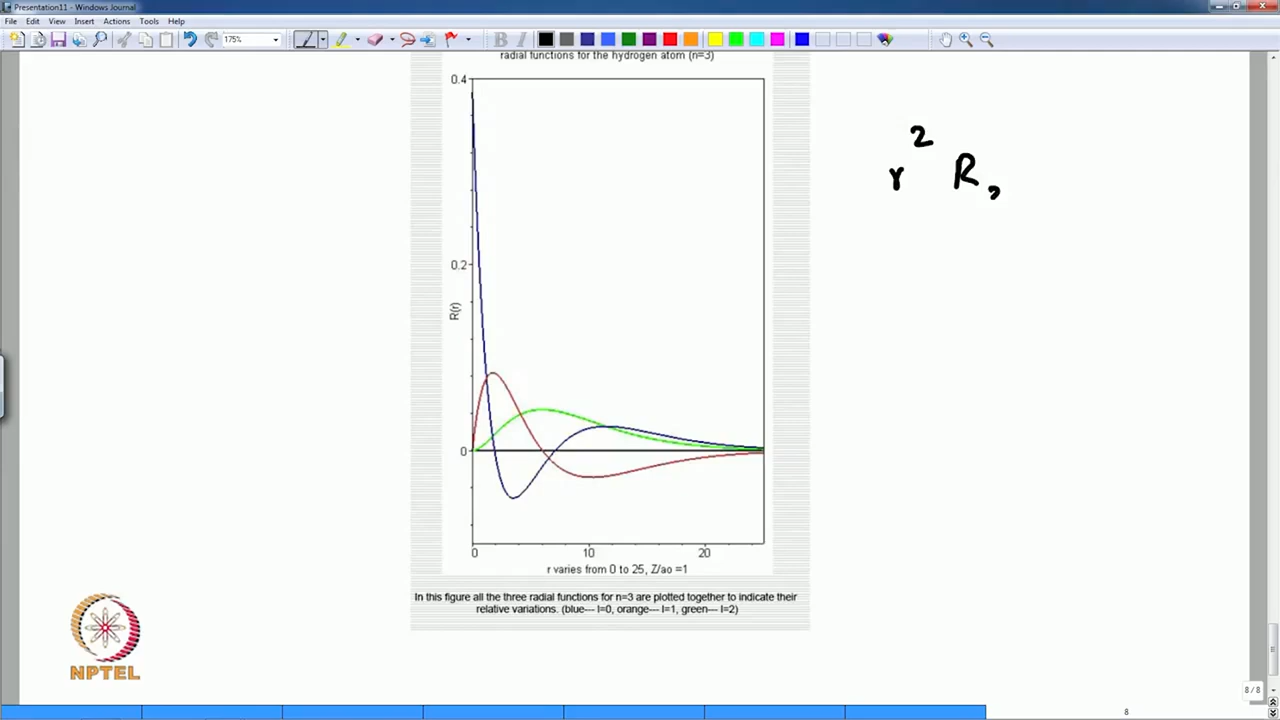 Presentation11 - Windows Journal
File Edit View Insert Actions Tools Help
175%
radial functions for the hydrogen atom (n=3)
0.4
0.2
0
R(r)
0 10 20
r varies from 0 to 25, Z/ao =1
In this figure all the three radial functions for n=3 are plotted together to indicate their
relative variations. (blue--- l=0, orange--- l=1, green--- l=2)
r² R,
NPTEL
8 / 8
8